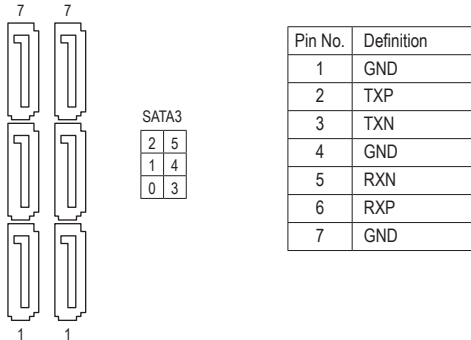 7 7
SATA3
2 5
1 4
0 3
1 1
Pin No. Definition
1 GND
2 TXP
3 TXN
4 GND
5 RXN
6 RXP
7 GND